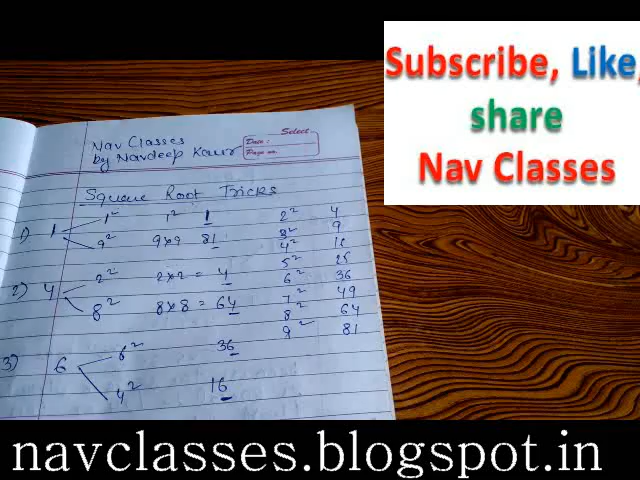 Subscribe, Like,
share
Nav Classes
Nav Classes
by Navdeep Kaur
Select
Date :
Page no.
Square Root Tricks
1) 1 1² 1² 1
9² 9×9 81
2) 4 2² 2×2 = 4
8² 8×8 = 64
3) 6 6² 36
4² 16
2² 4
3² 9
4² 16
5² 25
6² 36
7² 49
8² 64
9² 81
navclasses.blogspot.in